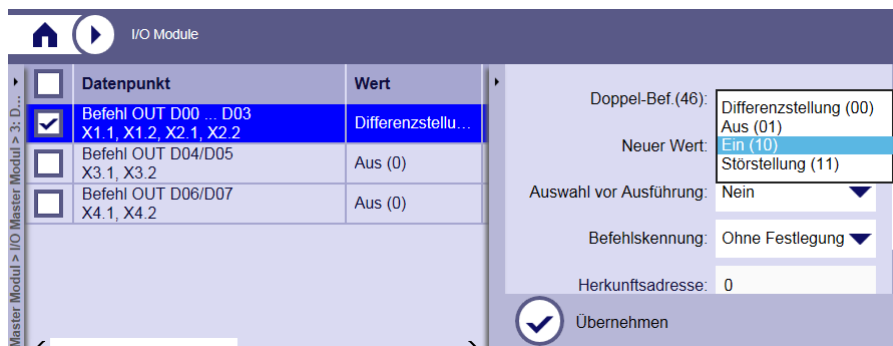 I/O Module
Master Modul > I/O Master Modul > 3: D...
Datenpunkt Wert
Befehl OUT D00 ... D03
X1.1, X1.2, X2.1, X2.2
Differenzstellu...
Befehl OUT D04/D05
X3.1, X3.2
Aus (0)
Befehl OUT D06/D07
X4.1, X4.2
Aus (0)
Doppel-Bef.(46):
Differenzstellung (00)
Aus (01)
Neuer Wert:
Ein (10)
Störstellung (11)
Auswahl vor Ausführung: Nein
Befehlskennung: Ohne Festlegung
Herkunftsadresse: 0
Übernehmen